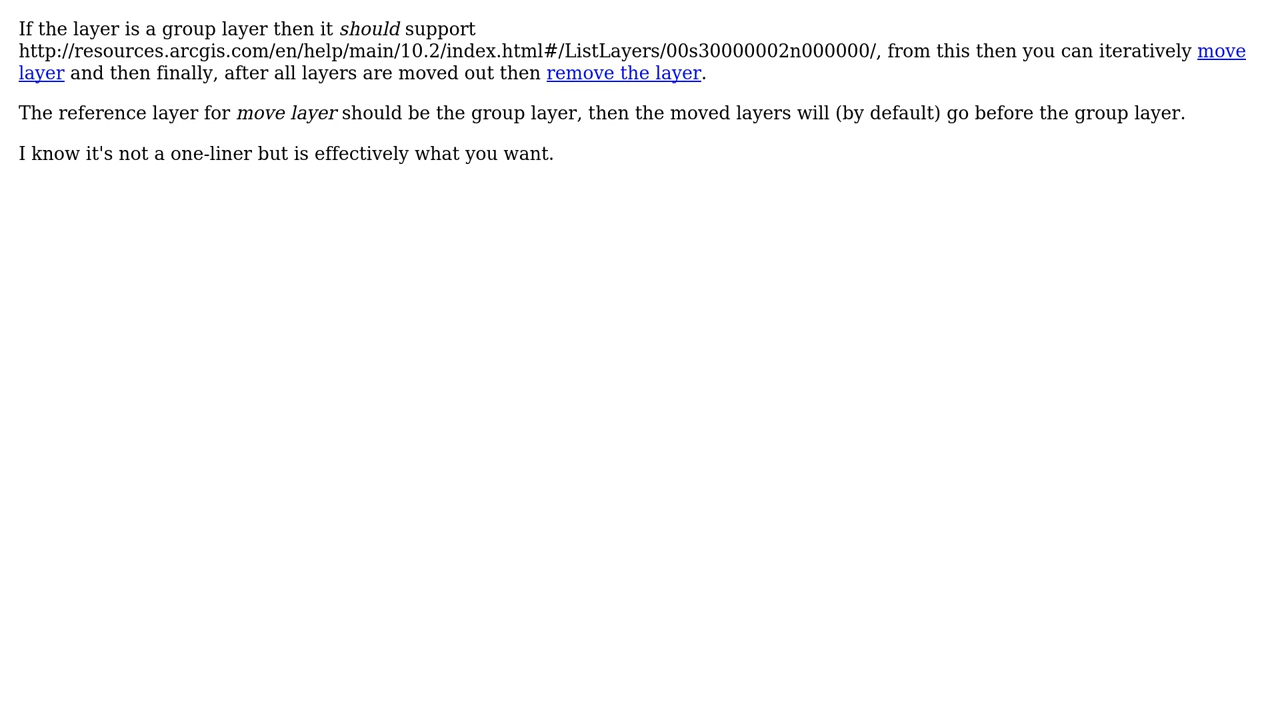 If the layer is a group layer then it should support
http://resources.arcgis.com/en/help/main/10.2/index.html#/ListLayers/00s30000002n000000/, from this then you can iteratively move
layer and then finally, after all layers are moved out then remove the layer.
The reference layer for move layer should be the group layer, then the moved layers will (by default) go before the group layer.
I know it's not a one-liner but is effectively what you want.